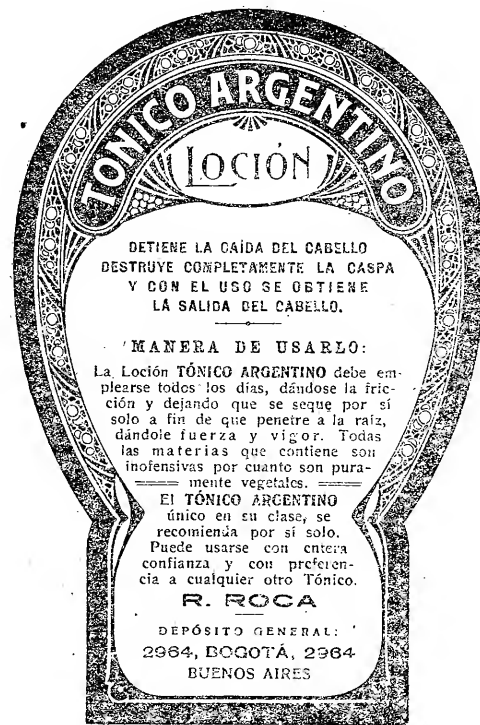 TÓNICO ARGENTINO
LOCIÓN
DETIENE LA CAÍDA DEL CABELLO
DESTRUYE COMPLETAMENTE LA CASPA
Y CON EL USO SE OBTIENE
LA SALIDA DEL CABELLO.
MANERA DE USARLO:
La Loción TÓNICO ARGENTINO debe em-
plearse todos los días, dándose la fric-
ción y dejando que se seque por sí
solo a fin de que penetre a la raíz,
dándole fuerza y vigor. Todas
las materias que contiene son
inofensivas por cuanto son pura-
mente vegetales.
El TÓNICO ARGENTINO
único en su clase, se
recomienda por sí solo.
Puede usarse con entera
confianza y con preferen-
cia a cualquier otro Tónico.
R. ROCA
DEPÓSITO GENERAL:
2964, BOGOTÁ, 2964
BUENOS AIRES